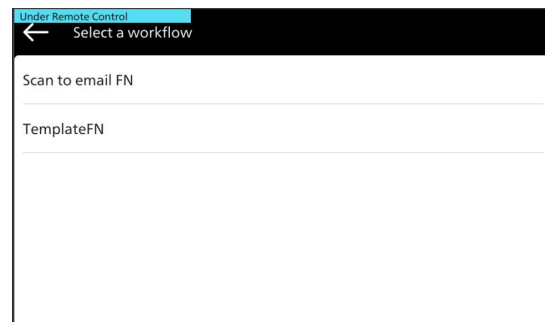 Under Remote Control
Select a workflow
Scan to email FN
TemplateFN